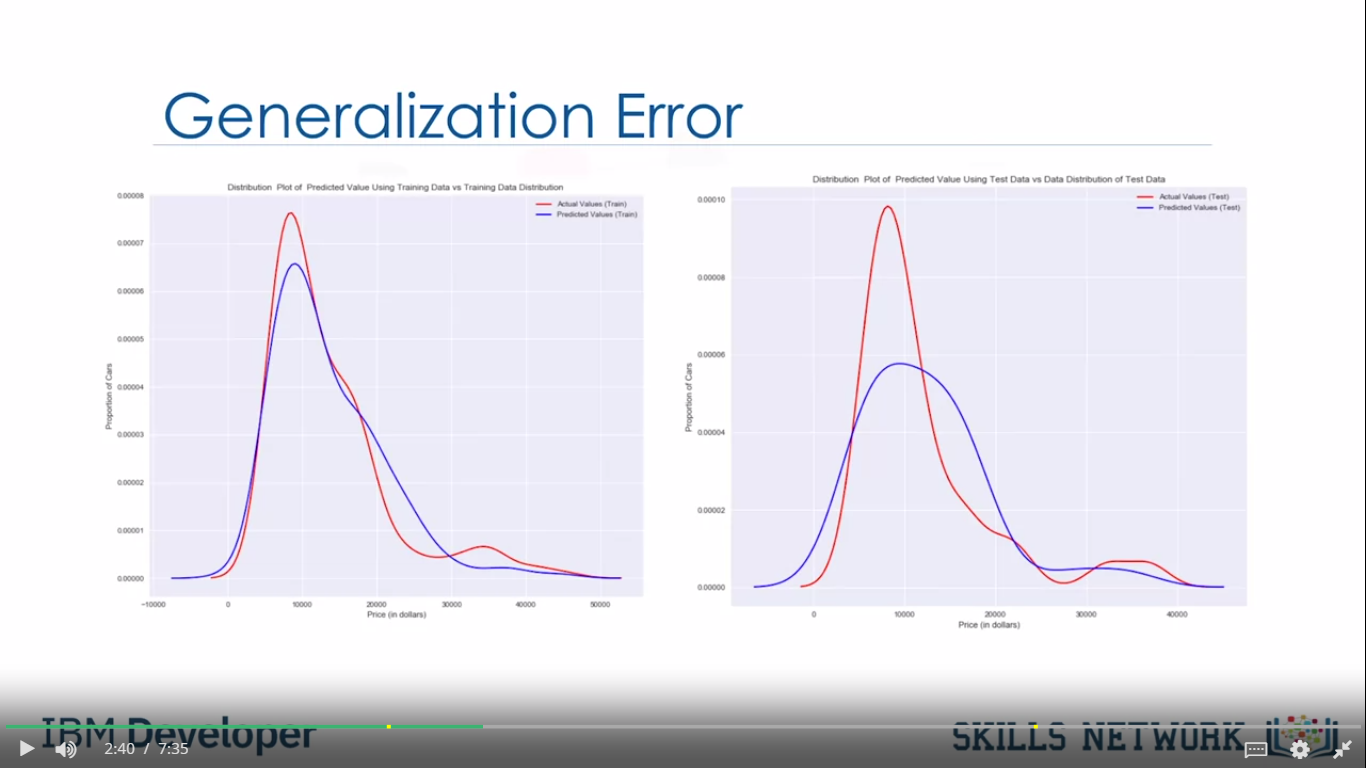 Generalization Error
Distribution Plot of Predicted Value Using Training Data vs Training Data Distribution
0.00008
0.00007
0.00006
0.00005
0.00004
0.00003
0.00002
0.00001
0.00000
Proportion of Cars
Actual Values (Train)
Predicted Values (Train)
−10000 0 10000 20000 30000 40000 50000
Price (in dollars)
Distribution Plot of Predicted Value Using Test Data vs Data Distribution of Test Data
0.00010
0.00008
0.00006
0.00004
0.00002
0.00000
Proportion of Cars
Actual Values (Test)
Predicted Values (Test)
0 10000 20000 30000 40000
Price (in dollars)
IBM Developer
SKILLS NETWORK
2:40 / 7:35